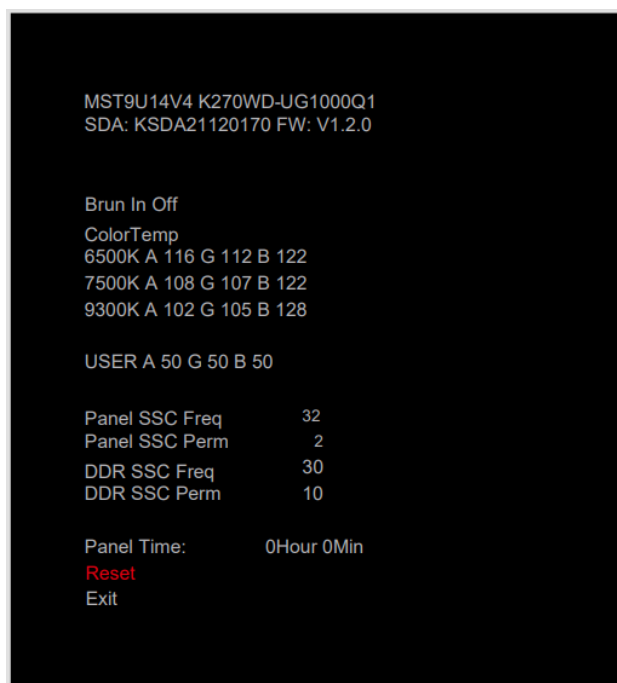 MST9U14V4 K270WD-UG1000Q1
SDA: KSDA21120170 FW: V1.2.0
Brun In Off
ColorTemp
6500K A 116 G 112 B 122
7500K A 108 G 107 B 122
9300K A 102 G 105 B 128
USER A 50 G 50 B 50
Panel SSC Freq 32
Panel SSC Perm 2
DDR SSC Freq 30
DDR SSC Perm 10
Panel Time: 0Hour 0Min
Reset
Exit